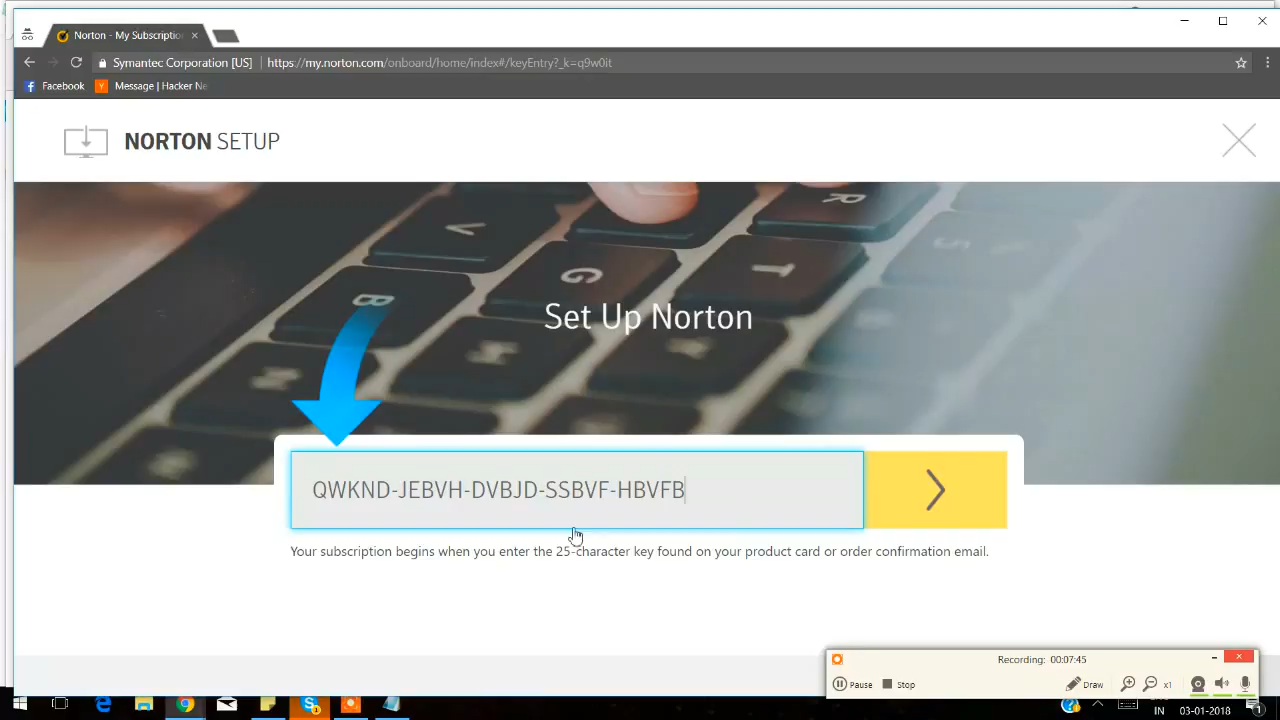 Norton - My Subscriptio
Symantec Corporation [US] https://my.norton.com/onboard/home/index#/keyEntry?_k=q9w0it
Facebook
Message | Hacker Ne
NORTON SETUP
V
R
5
G
T
B
Set Up Norton
QWKND-JEBVH-DVBJD-SSBVF-HBVFB
Your subscription begins when you enter the 25-character key found on your product card or order confirmation email.
Recording: 00:07:45
Pause
Stop
Draw
x1
IN
03-01-2018
1